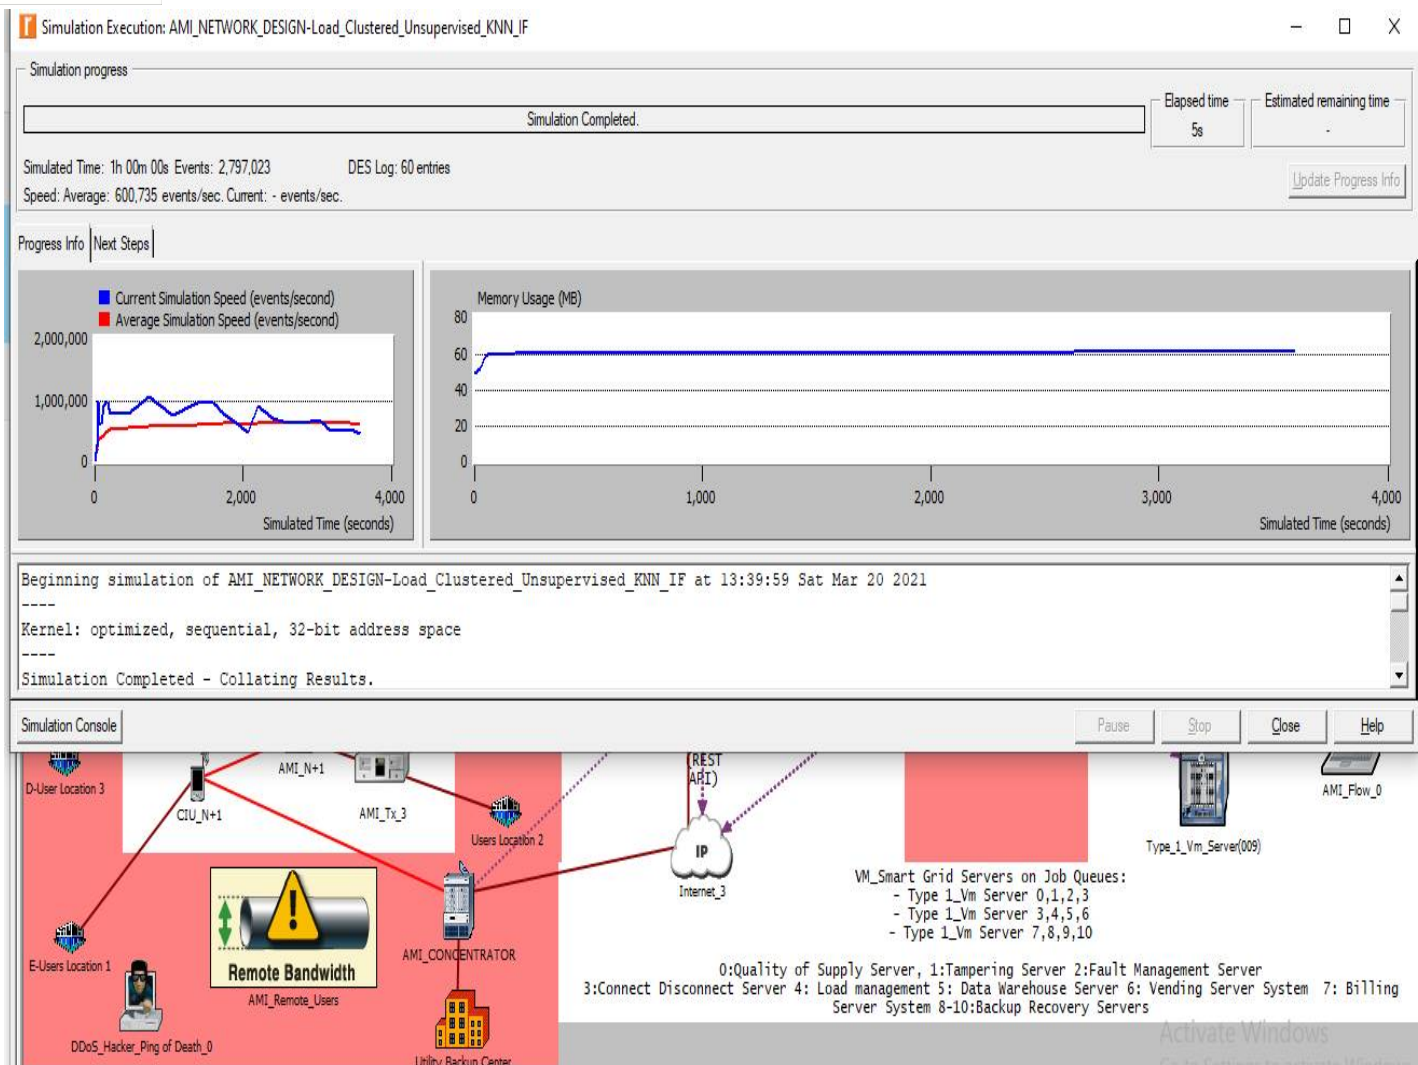 Simulation Execution: AMI_NETWORK_DESIGN-Load_Clustered_Unsupervised_KNN_IF
Simulation progress
Simulation Completed.
Elapsed time
5s
Estimated remaining time
-
Simulated Time: 1h 00m 00s Events: 2,797,023 DES Log: 60 entries
Speed: Average: 600,735 events/sec. Current: - events/sec.
Update Progress Info
Progress Info Next Steps
Current Simulation Speed (events/second)
Average Simulation Speed (events/second)
2,000,000
1,000,000
0
0 2,000 4,000
Simulated Time (seconds)
Memory Usage (MB)
80
60
40
20
0
0 1,000 2,000 3,000 4,000
Simulated Time (seconds)
Beginning simulation of AMI_NETWORK_DESIGN-Load_Clustered_Unsupervised_KNN_IF at 13:39:59 Sat Mar 20 2021
----
Kernel: optimized, sequential, 32-bit address space
----
Simulation Completed - Collating Results.
Simulation Console Pause Stop Close Help
D-User Location 3
CIU_N+1
AMI_N+1
AMI_Tx_3
Users Location 2
(REST
API)
IP
Internet_3
Type_1_Vm_Server(009)
AMI_Flow_0
VM_Smart Grid Servers on Job Queues:
- Type 1_Vm Server 0,1,2,3
- Type 1_Vm Server 3,4,5,6
- Type 1_Vm Server 7,8,9,10
0:Quality of Supply Server, 1:Tampering Server 2:Fault Management Server
3:Connect Disconnect Server 4: Load management 5: Data Warehouse Server 6: Vending Server System 7: Billing
Server System 8-10:Backup Recovery Servers
E-Users Location 1
Remote Bandwidth
AMI_Remote_Users
AMI_CONCENTRATOR
DDoS_Hacker_Ping of Death_0
Utility Backup Center
Activate Windows